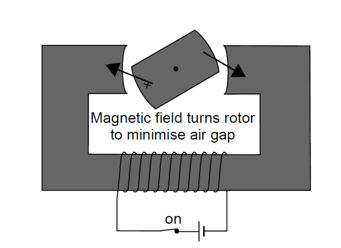 Magnetic field turns rotor
to minimise air gap
on